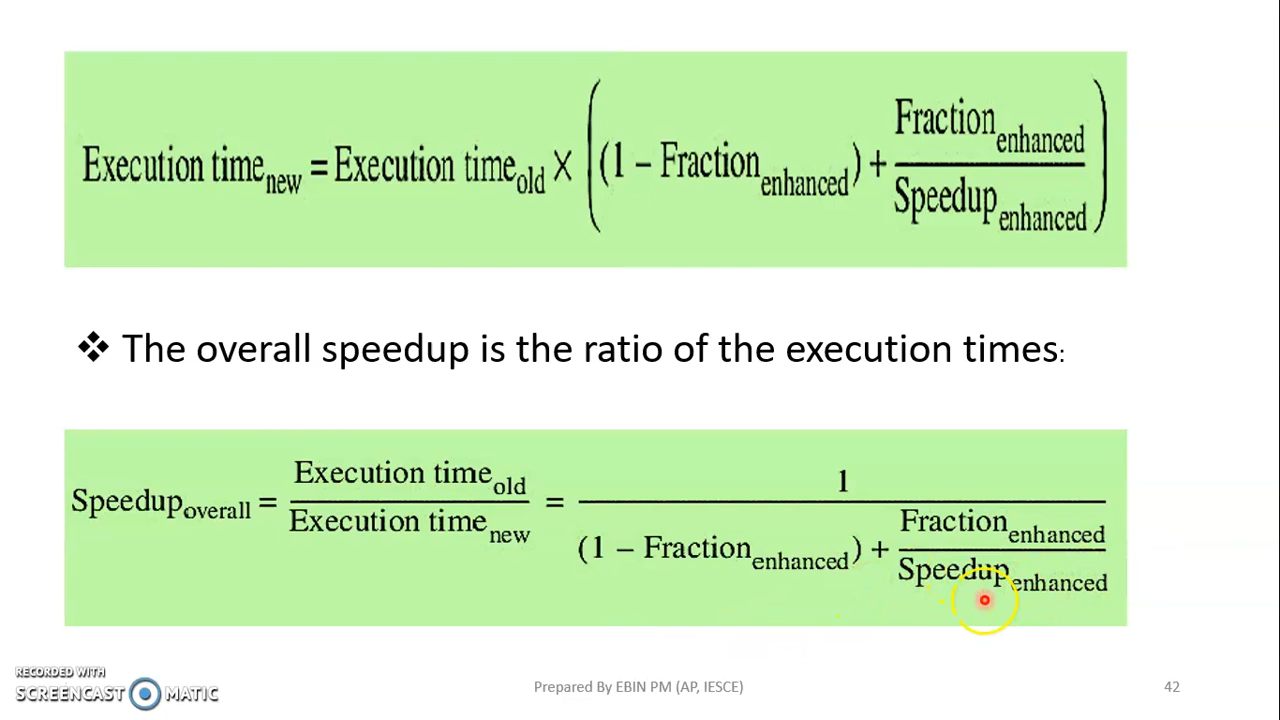 Execution time_new = Execution time_old × ( (1 – Fraction_enhanced) + Fraction_enhanced / Speedup_enhanced )
❖ The overall speedup is the ratio of the execution times:
Speedup_overall = Execution time_old / Execution time_new = 1 / ( (1 – Fraction_enhanced) + Fraction_enhanced / Speedup_enhanced )
RECORDED WITH
SCREENCAST MATIC
Prepared By EBIN PM (AP, IESCE)
42